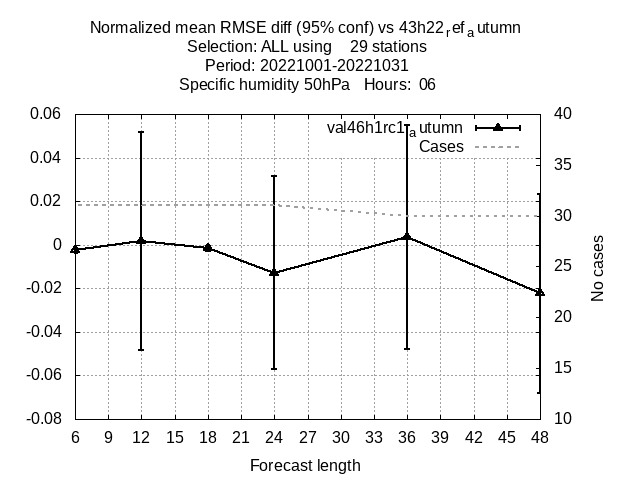 Normalized mean RMSE diff (95% conf) vs 43h22refautumn
Selection: ALL using    29 stations
Period: 20221001-20221031
Specific humidity 50hPa   Hours:  06
val46h1rc1autumn
Cases
0.06
0.04
0.02
0
-0.02
-0.04
-0.06
-0.08
40
35
30
25
20
15
10
No cases
6 9 12 15 18 21 24 27 30 33 36 39 42 45 48
Forecast length